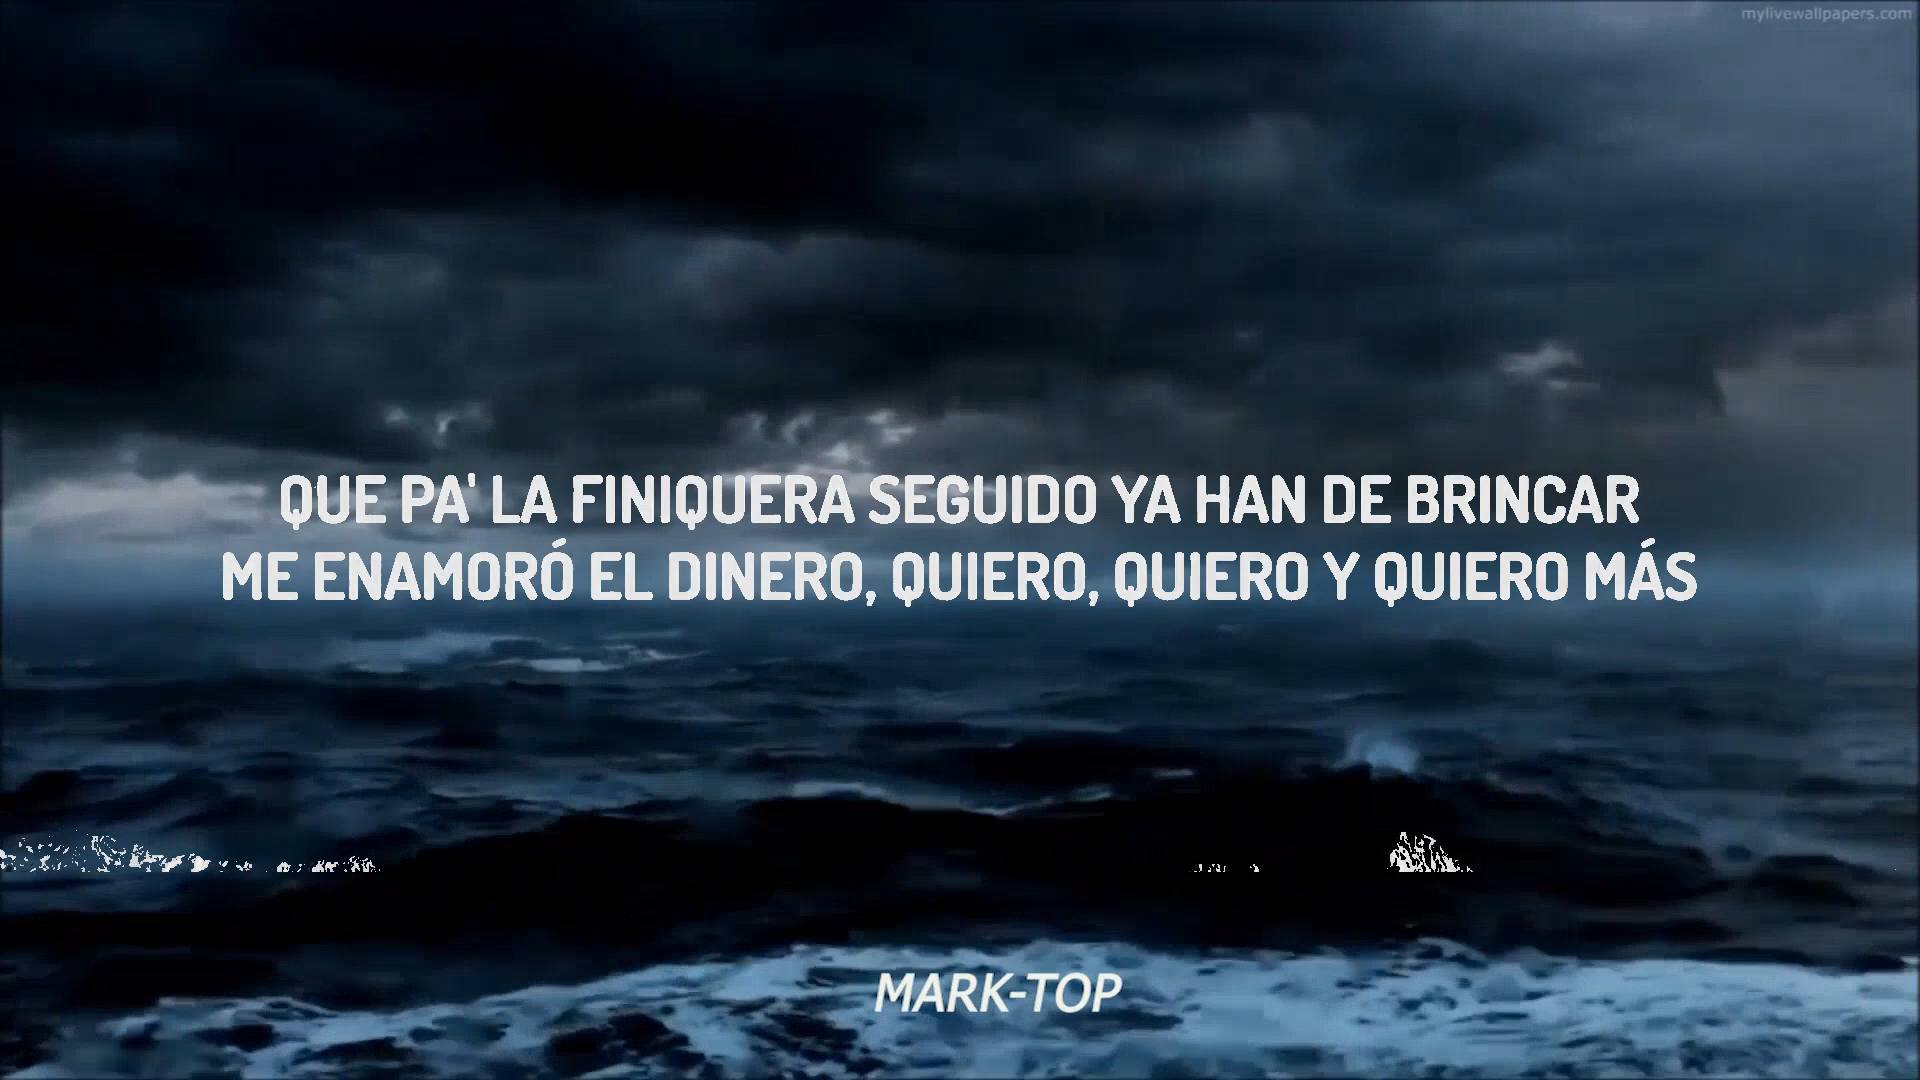 mylivewallpapers.com
QUE PA' LA FINIQUERA SEGUIDO YA HAN DE BRINCAR
ME ENAMORÓ EL DINERO, QUIERO, QUIERO Y QUIERO MÁS
MARK-TOP